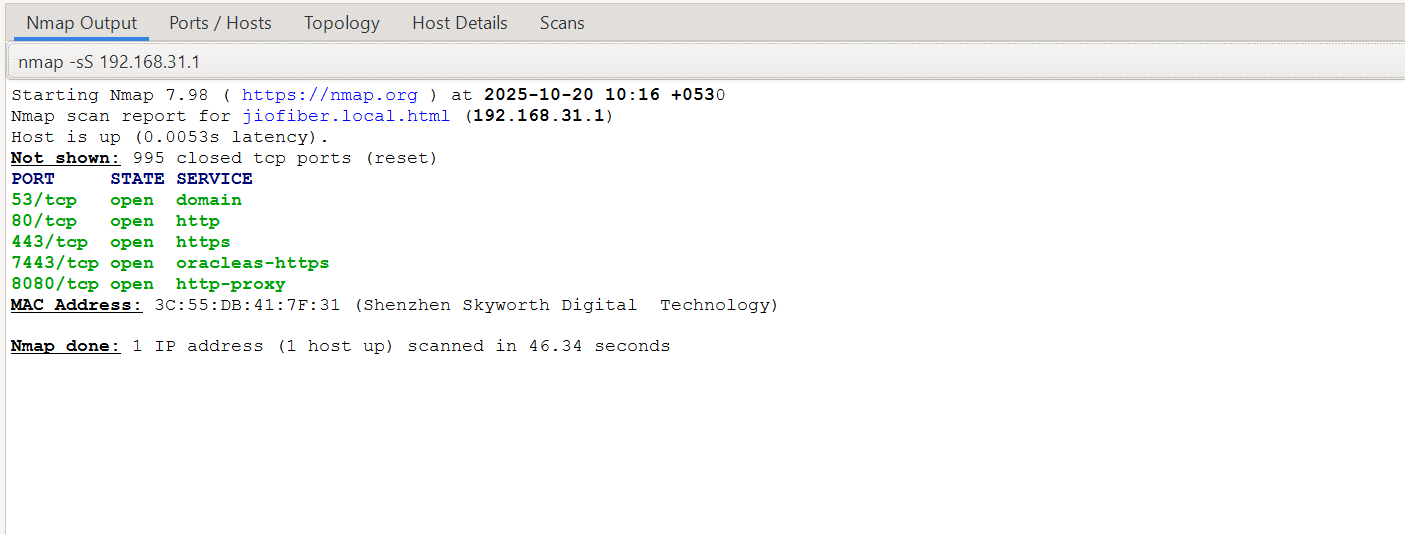 Nmap Output Ports / Hosts Topology Host Details Scans
nmap -sS 192.168.31.1
Starting Nmap 7.98 ( https://nmap.org ) at 2025-10-20 10:16 +0530
Nmap scan report for jiofiber.local.html (192.168.31.1)
Host is up (0.0053s latency).
Not shown: 995 closed tcp ports (reset)
PORT     STATE SERVICE
53/tcp   open  domain
80/tcp   open  http
443/tcp  open  https
7443/tcp open  oracleas-https
8080/tcp open  http-proxy
MAC Address: 3C:55:DB:41:7F:31 (Shenzhen Skyworth Digital  Technology)
Nmap done: 1 IP address (1 host up) scanned in 46.34 seconds